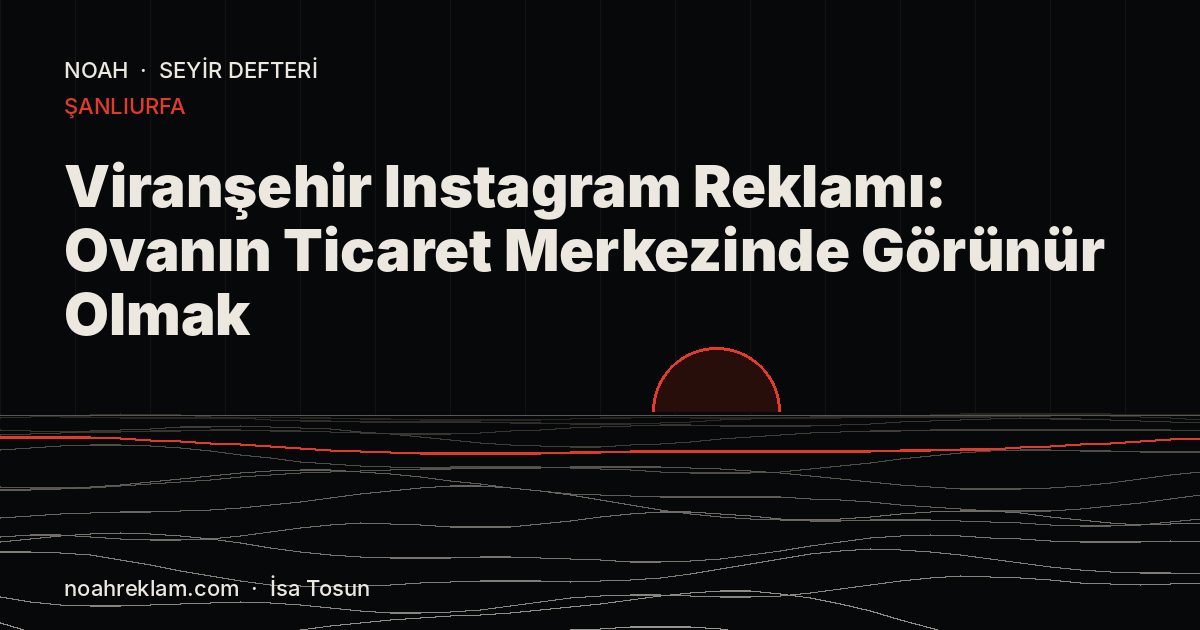 NOAH · SEYİR DEFTERİ
ŞANLIURFA
Viranşehir Instagram Reklamı:
Ovanın Ticaret Merkezinde Görünür
Olmak
noahreklam.com · İsa Tosun